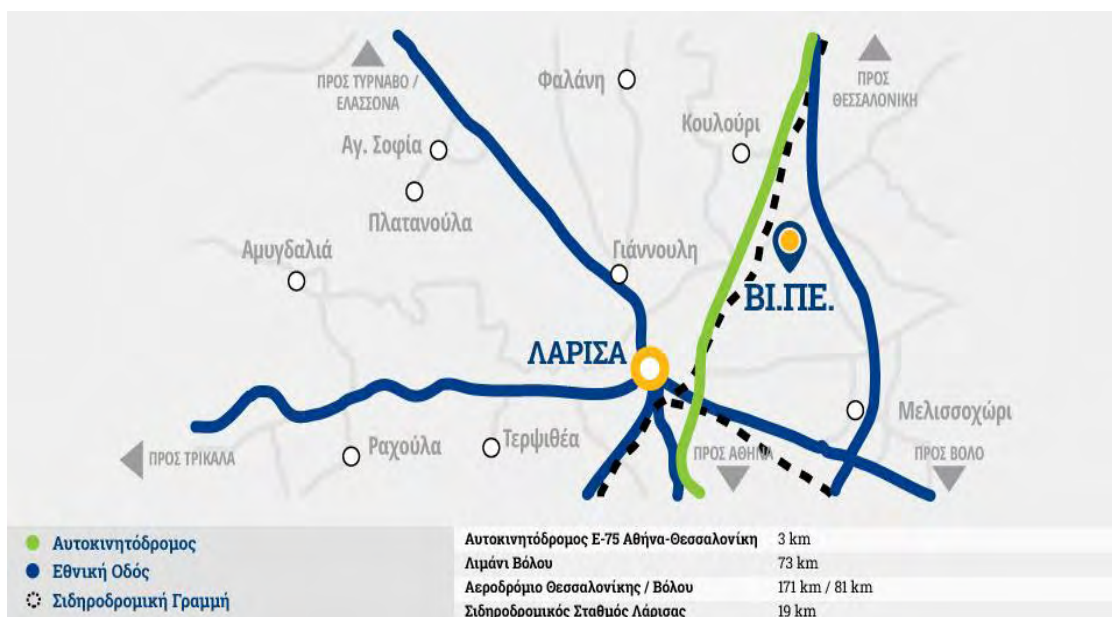 ΠΡΟΣ ΤΥΡΝΑΒΟ /
ΕΛΑΣΣΟΝΑ
Φαλάνη
ΠΡΟΣ
ΘΕΣΣΑΛΟΝΙΚΗ
Κουλούρι
Αγ. Σοφία
Πλατανούλα
Αμυγδαλιά
Γιάννουλη
ΒΙ.ΠΕ.
ΛΑΡΙΣΑ
Μελισσοχώρι
Ραχούλα
Τερψιθέα
ΠΡΟΣ ΤΡΙΚΑΛΑ
ΠΡΟΣ ΑΘΗΝΑ
ΠΡΟΣ ΒΟΛΟ
Αυτοκινητόδρομος
Εθνική Οδός
Σιδηροδρομική Γραμμή
Αυτοκινητόδρομος Ε-75 Αθήνα-Θεσσαλονίκη 3 km
Λιμάνι Βόλου 73 km
Αεροδρόμιο Θεσσαλονίκης / Βόλου 171 km / 81 km
Σιδηροδρομικός Σταθμός Λάρισας 19 km